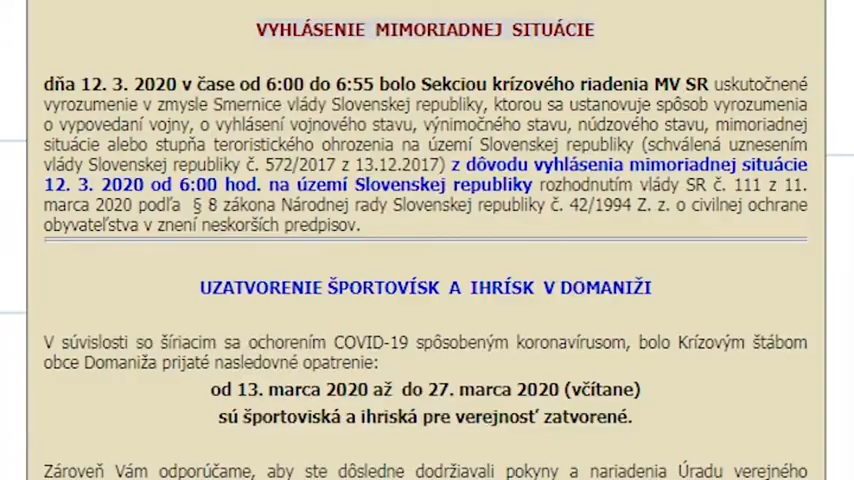 VYHLÁSENIE MIMORIADNEJ SITUÁCIE
dňa 12. 3. 2020 v čase od 6:00 do 6:55 bolo Sekciou krízového riadenia MV SR uskutočnené
vyrozumenie v zmysle Smernice vlády Slovenskej republiky, ktorou sa ustanovuje spôsob vyrozumenia
o vypovedaní vojny, o vyhlásení vojnového stavu, výnimočného stavu, núdzového stavu, mimoriadnej
situácie alebo stupňa teroristického ohrozenia na území Slovenskej republiky (schválená uznesením
vlády Slovenskej republiky č. 572/2017 z 13.12.2017) z dôvodu vyhlásenia mimoriadnej situácie
12. 3. 2020 od 6:00 hod. na území Slovenskej republiky rozhodnutím vlády SR č. 111 z 11.
marca 2020 podľa § 8 zákona Národnej rady Slovenskej republiky č. 42/1994 Z. z. o civilnej ochrane
obyvateľstva v znení neskorších predpisov.
UZATVORENIE ŠPORTOVÍSK A IHRÍSK V DOMANIŽI
V súvislosti so šíriacim sa ochorením COVID-19 spôsobeným koronavírusom, bolo Krízovým štábom
obce Domaniža prijaté nasledovné opatrenie:
od 13. marca 2020 až do 27. marca 2020 (včítane)
sú športoviská a ihriská pre verejnosť zatvorené.
Zároveň Vám odporúčame, aby ste dôsledne dodržiavali pokyny a nariadenia Úradu verejného